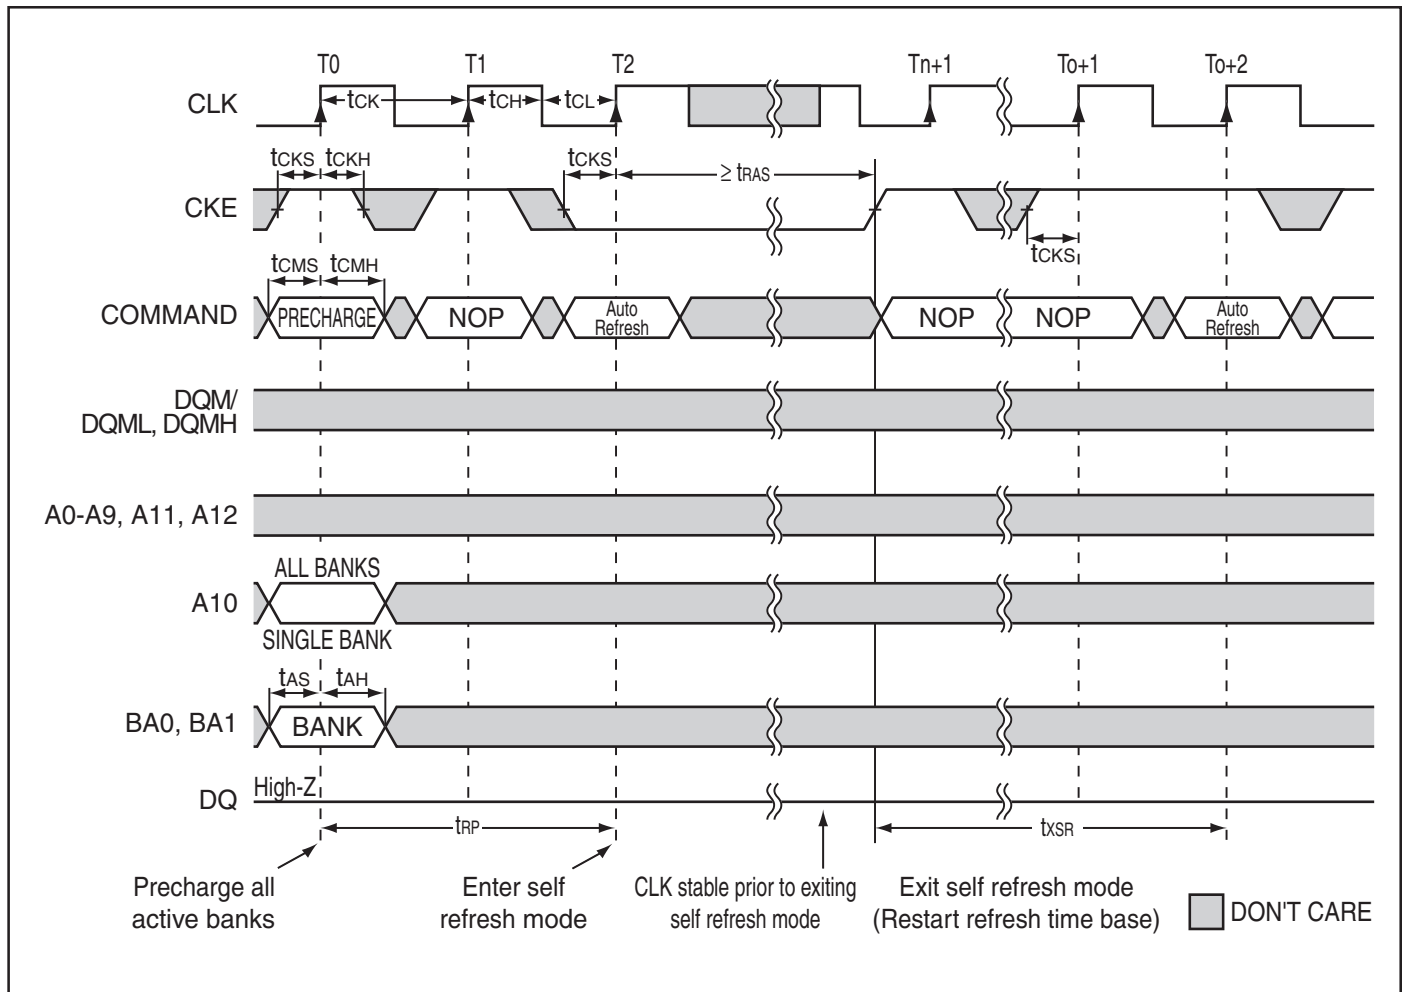 T0 T1 T2 Tn+1 To+1 To+2
CLK tCK tCH tCL
tCKS tCKH tCKS ≥ tRAS
CKE
tCKS
tCMS tCMH
COMMAND PRECHARGE NOP Auto Refresh NOP NOP Auto Refresh
DQM/
DQML, DQMH
A0-A9, A11, A12
ALL BANKS
A10
SINGLE BANK
tAS tAH
BA0, BA1 BANK
High-Z
DQ
tRP tXSR
Precharge all
active banks
Enter self
refresh mode
CLK stable prior to exiting
self refresh mode
Exit self refresh mode
(Restart refresh time base)
DON'T CARE